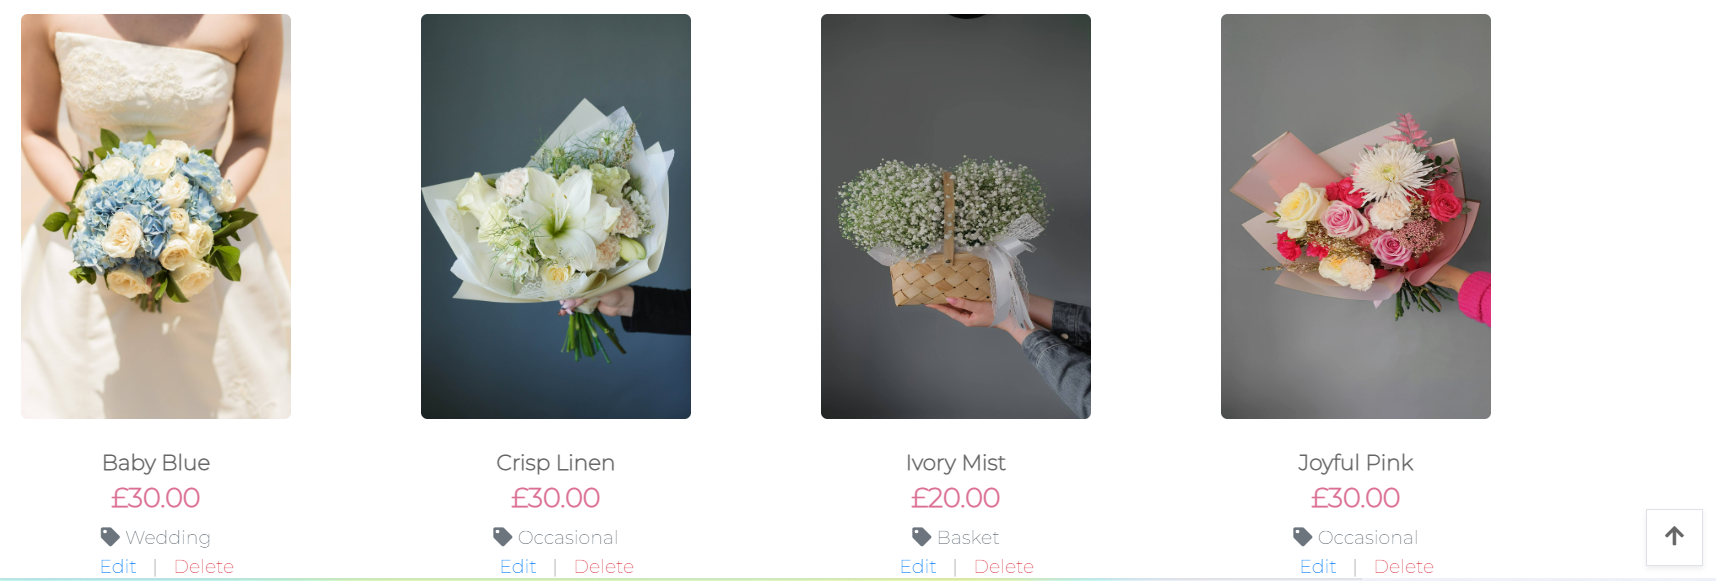 Baby Blue
£30.00
Wedding
Edit | Delete
Crisp Linen
£30.00
Occasional
Edit | Delete
Ivory Mist
£20.00
Basket
Edit | Delete
Joyful Pink
£30.00
Occasional
Edit | Delete